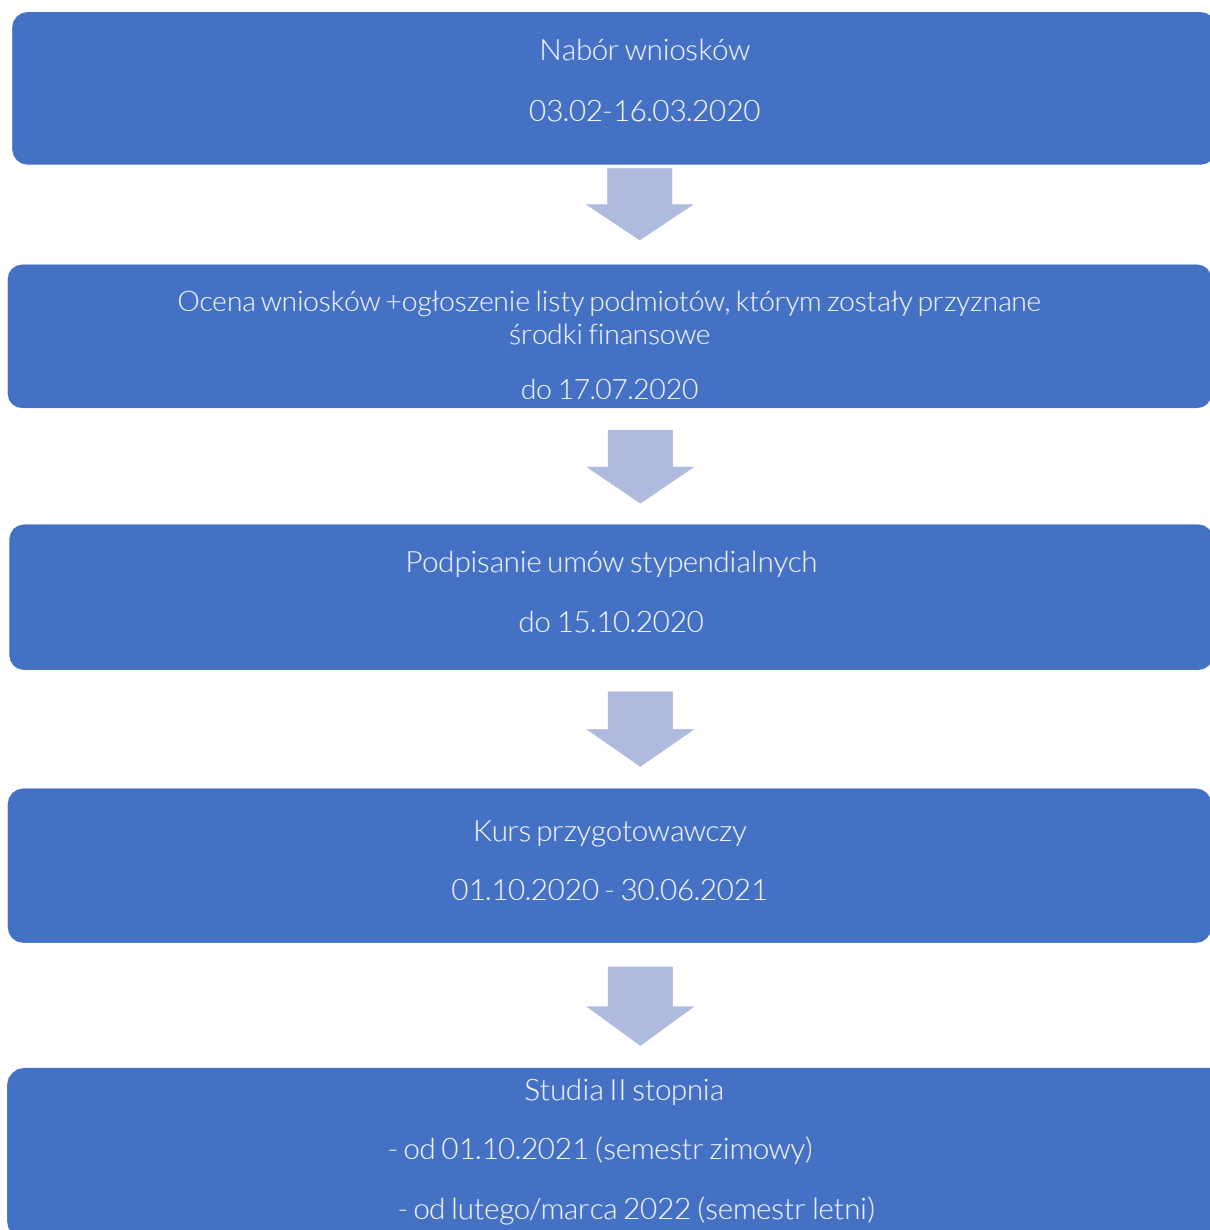 Nabór wniosków
03.02-16.03.2020
Ocena wniosków +ogłoszenie listy podmiotów, którym zostały przyznane
środki finansowe
do 17.07.2020
Podpisanie umów stypendialnych
do 15.10.2020
Kurs przygotowawczy
01.10.2020 - 30.06.2021
Studia II stopnia
- od 01.10.2021 (semestr zimowy)
- od lutego/marca 2022 (semestr letni)